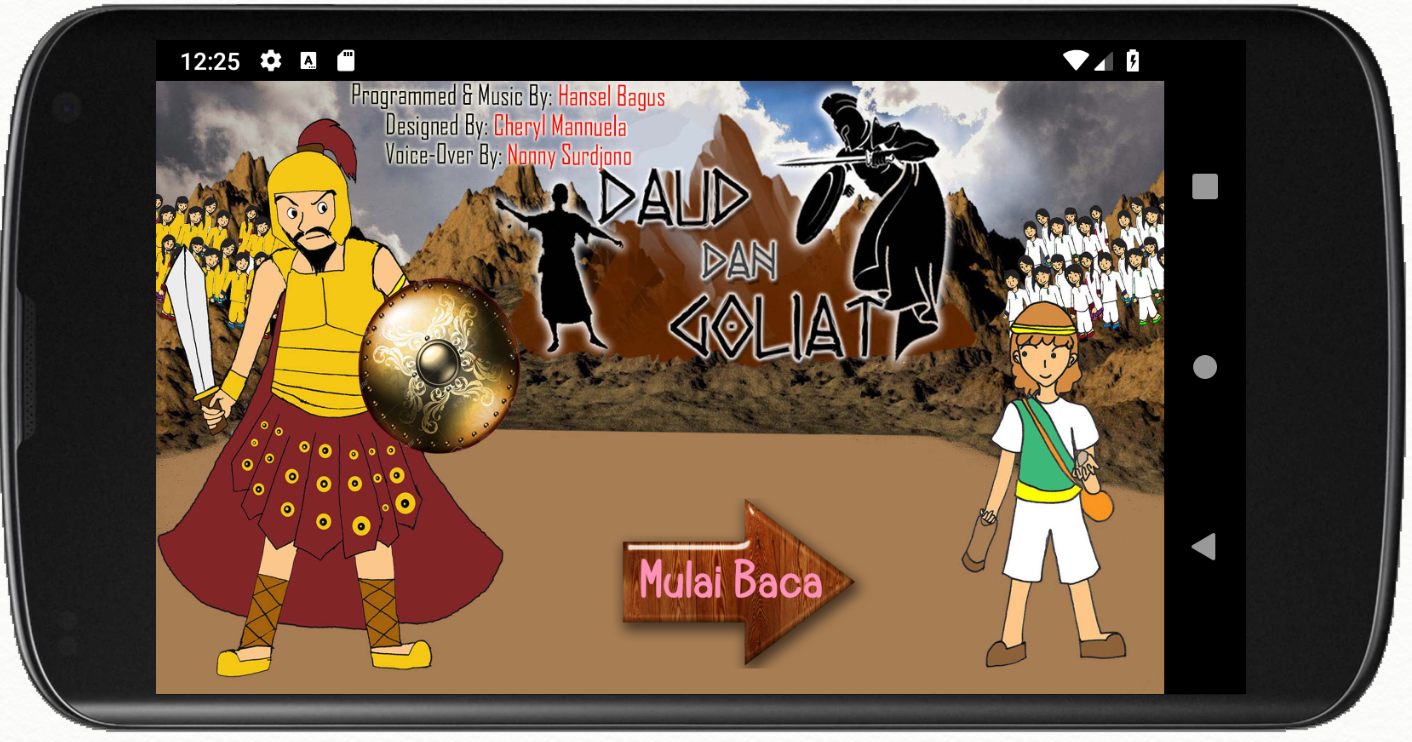 12:25
Programmed & Music By: Hansel Bagus
Designed By: Cheryl Mannuela
Voice-Over By: Nonny Surdjono
DAUD
DAN
GOLIAT
Mulai Baca